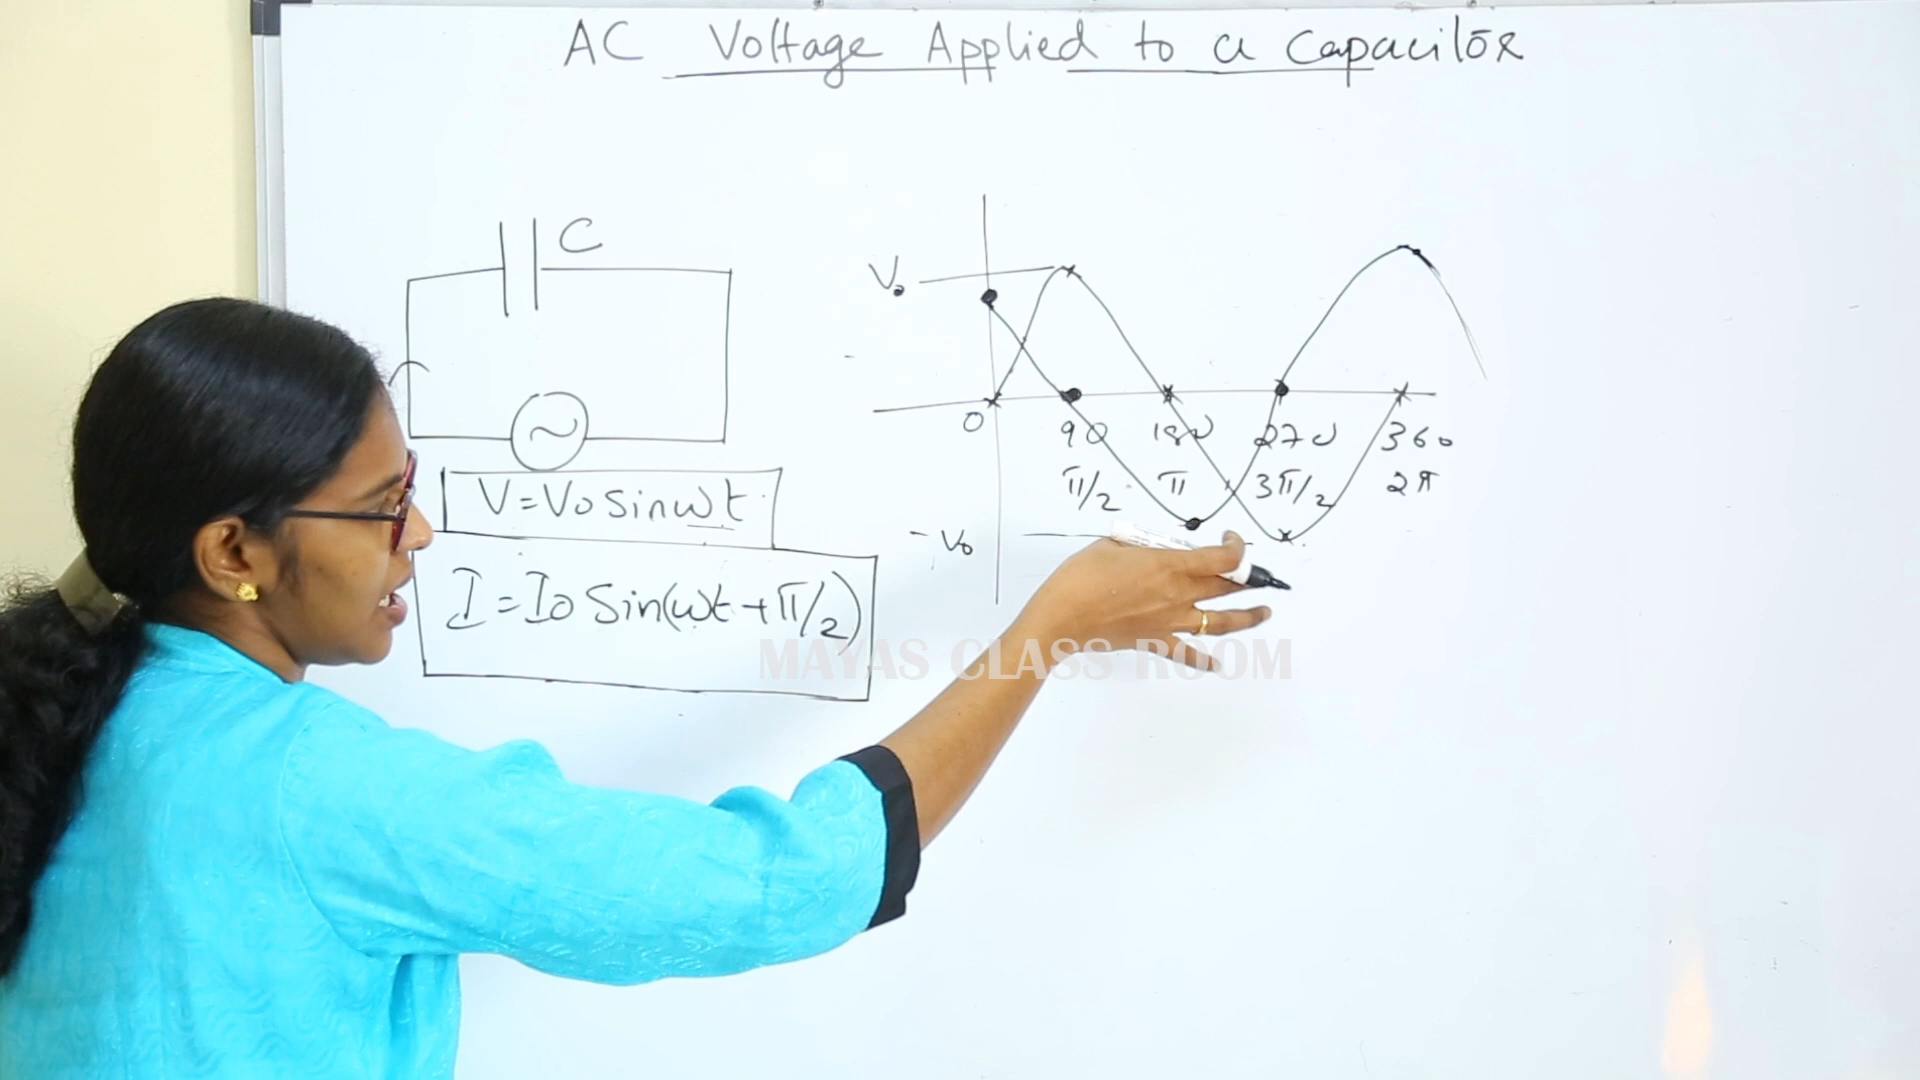 AC Voltage Applied to a Capacitor
C
V = V0 Sinωt
I = I0 Sin(ωt + π/2)
V0
0
90 180 270 360
π/2 π 3π/2 2π
- V0
MAYAS CLASS ROOM